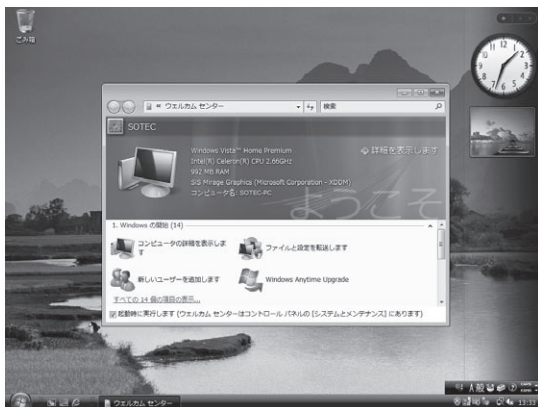 ごみ箱
ウェルカム センター
検索
SOTEC
Windows Vista™ Home Premium
Intel(R) Celeron(R) CPU 2.66GHz
992 MB RAM
SiS Mirage Graphics (Microsoft Corporation - XDDM)
コンピュータ名: SOTEC-PC
詳細を表示します
ようこそ
1. Windows の開始 (14)
コンピュータの詳細を表示しま
す
ファイルと設定を転送します
新しいユーザーを追加します
Windows Anytime Upgrade
すべての 14 個の項目の表示...
起動時に実行します (ウェルカム センターはコントロール パネルの [システムとメンテナンス] にあります)
A 般
ウェルカム センター
13:33